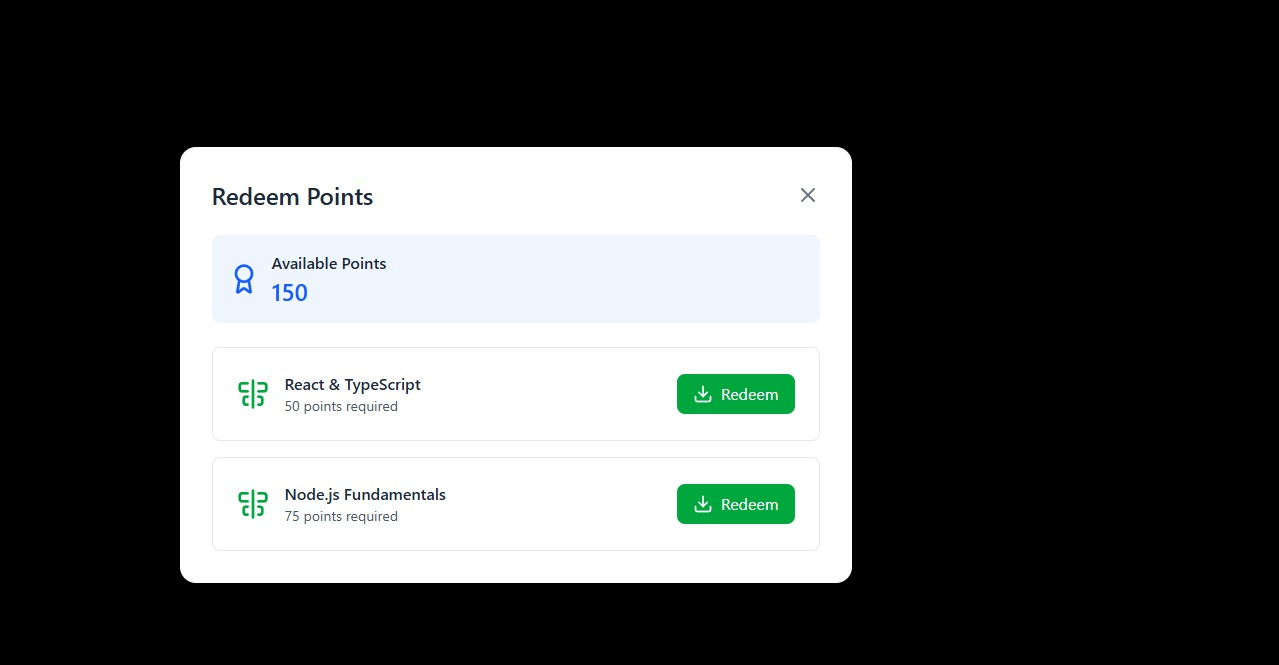 Redeem Points
Available Points
150
React & TypeScript
50 points required
Redeem
Node.js Fundamentals
75 points required
Redeem